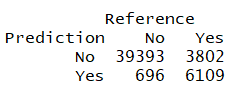 Reference
Prediction No Yes
No 39393 3802
Yes 696 6109